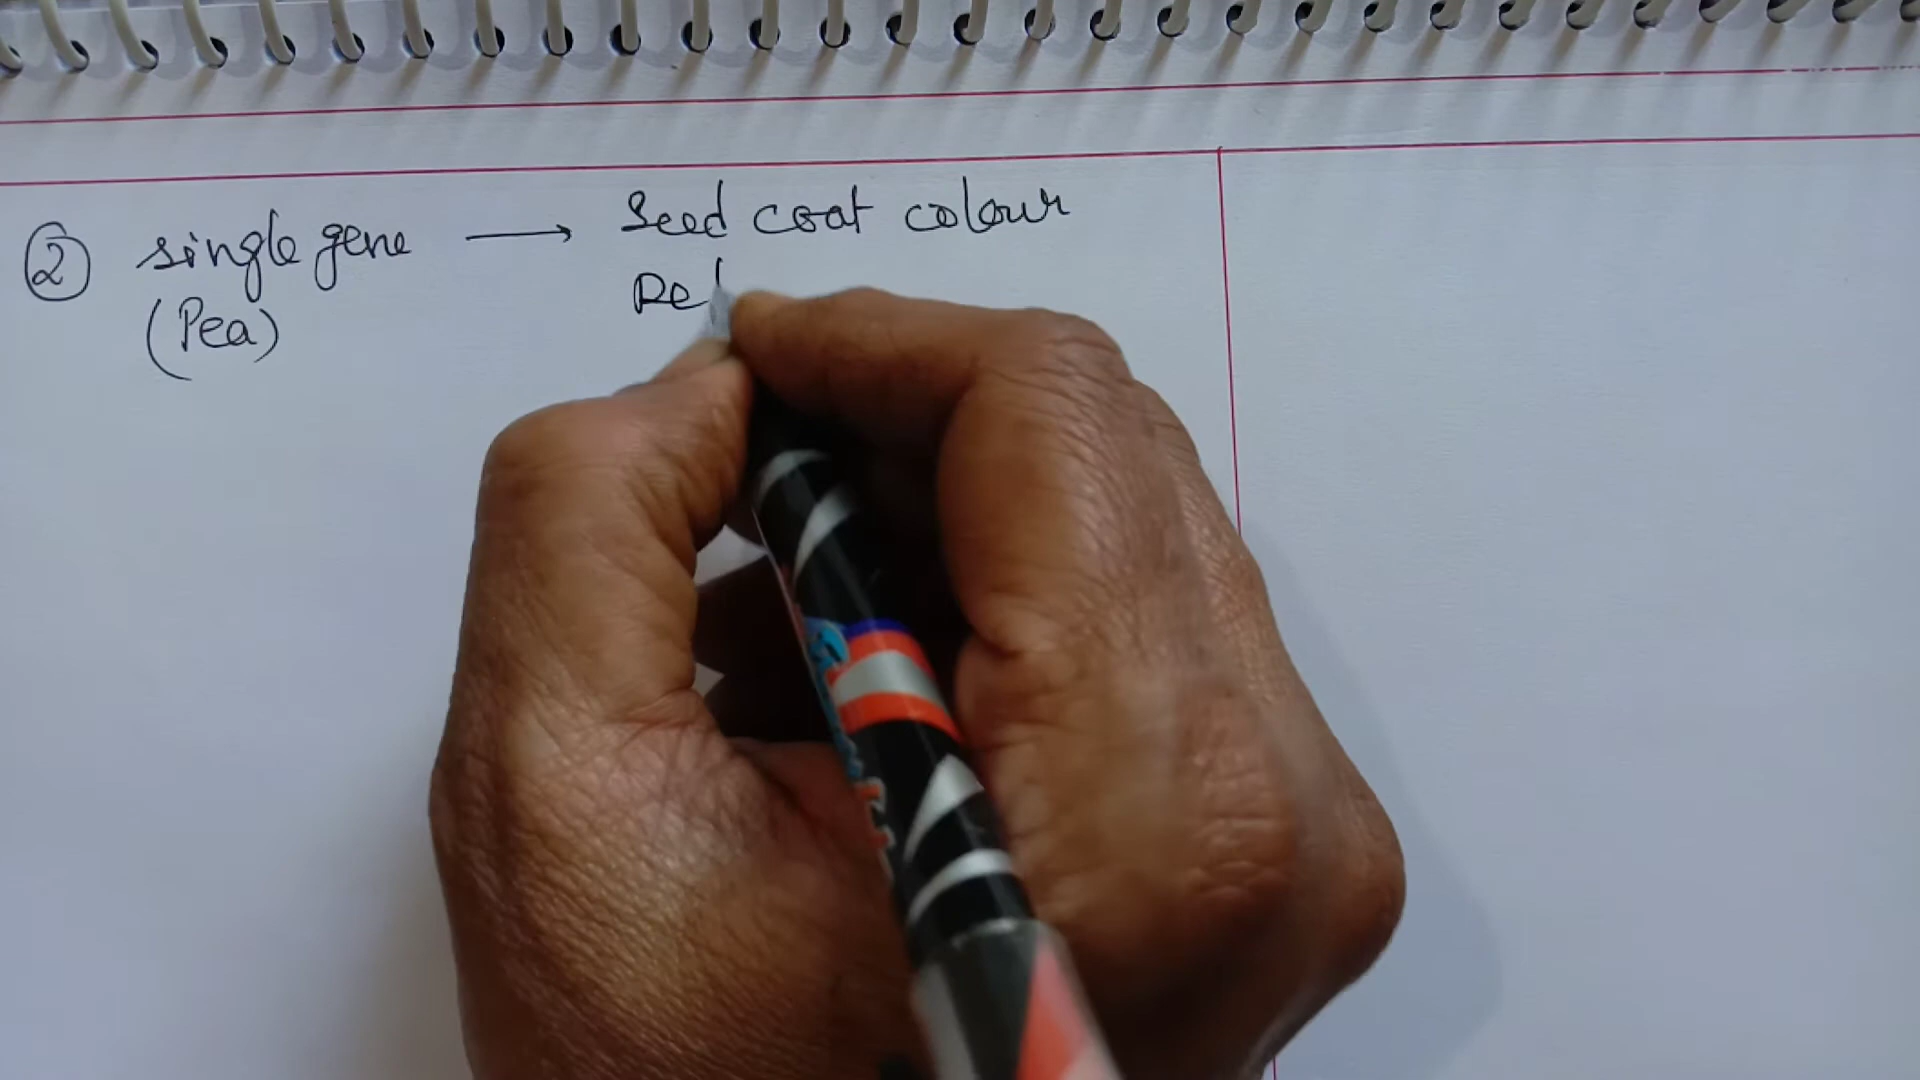 ② single gene → Seed coat colour
(Pea)